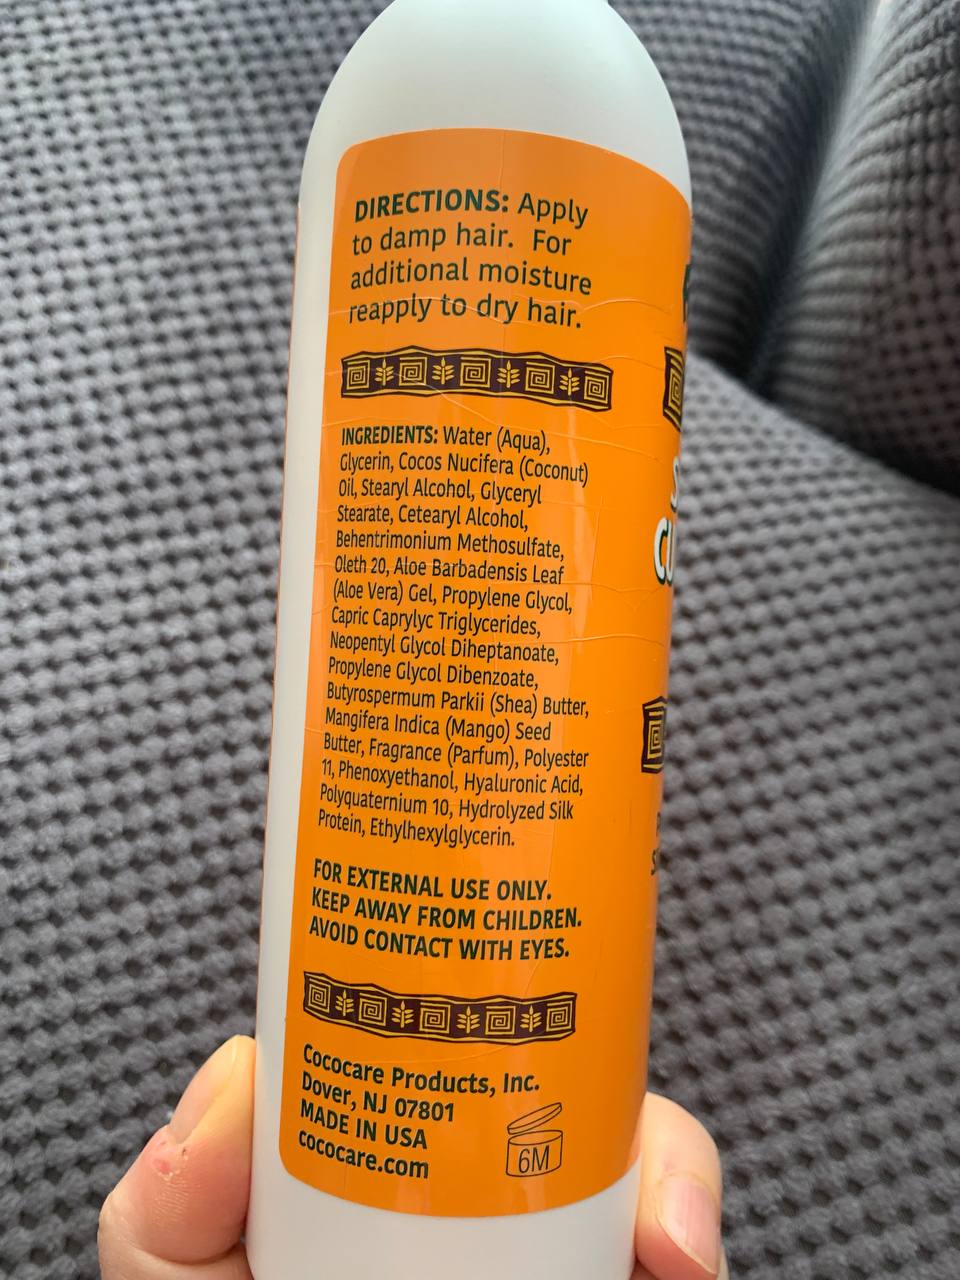 DIRECTIONS: Apply
to damp hair. For
additional moisture
reapply to dry hair.
INGREDIENTS: Water (Aqua),
Glycerin, Cocos Nucifera (Coconut)
Oil, Stearyl Alcohol, Glyceryl
Stearate, Cetearyl Alcohol,
Behentrimonium Methosulfate,
Oleth 20, Aloe Barbadensis Leaf
(Aloe Vera) Gel, Propylene Glycol,
Capric Caprylyc Triglycerides,
Neopentyl Glycol Diheptanoate,
Propylene Glycol Dibenzoate,
Butyrospermum Parkii (Shea) Butter,
Mangifera Indica (Mango) Seed
Butter, Fragrance (Parfum), Polyester
11, Phenoxyethanol, Hyaluronic Acid,
Polyquaternium 10, Hydrolyzed Silk
Protein, Ethylhexylglycerin.
FOR EXTERNAL USE ONLY.
KEEP AWAY FROM CHILDREN.
AVOID CONTACT WITH EYES.
Cococare Products, Inc.
Dover, NJ 07801
MADE IN USA
cococare.com
6M